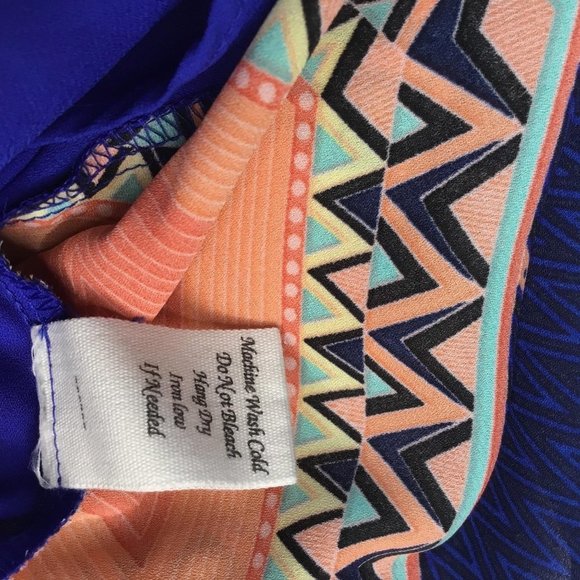 Machine Wash Cold
Do Not Bleach
Hang Dry
Iron low
If Needed